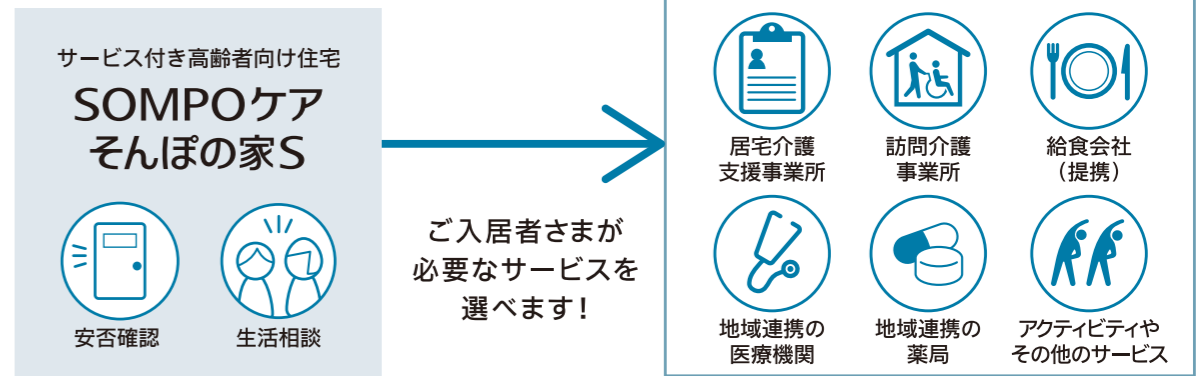 サービス付き高齢者向け住宅
SOMPOケア
そんぽの家S
安否確認
生活相談
ご入居者さまが
必要なサービスを
選べます!
居宅介護
支援事業所
訪問介護
事業所
給食会社
（提携）
地域連携の
医療機関
地域連携の
薬局
アクティビティや
その他のサービス